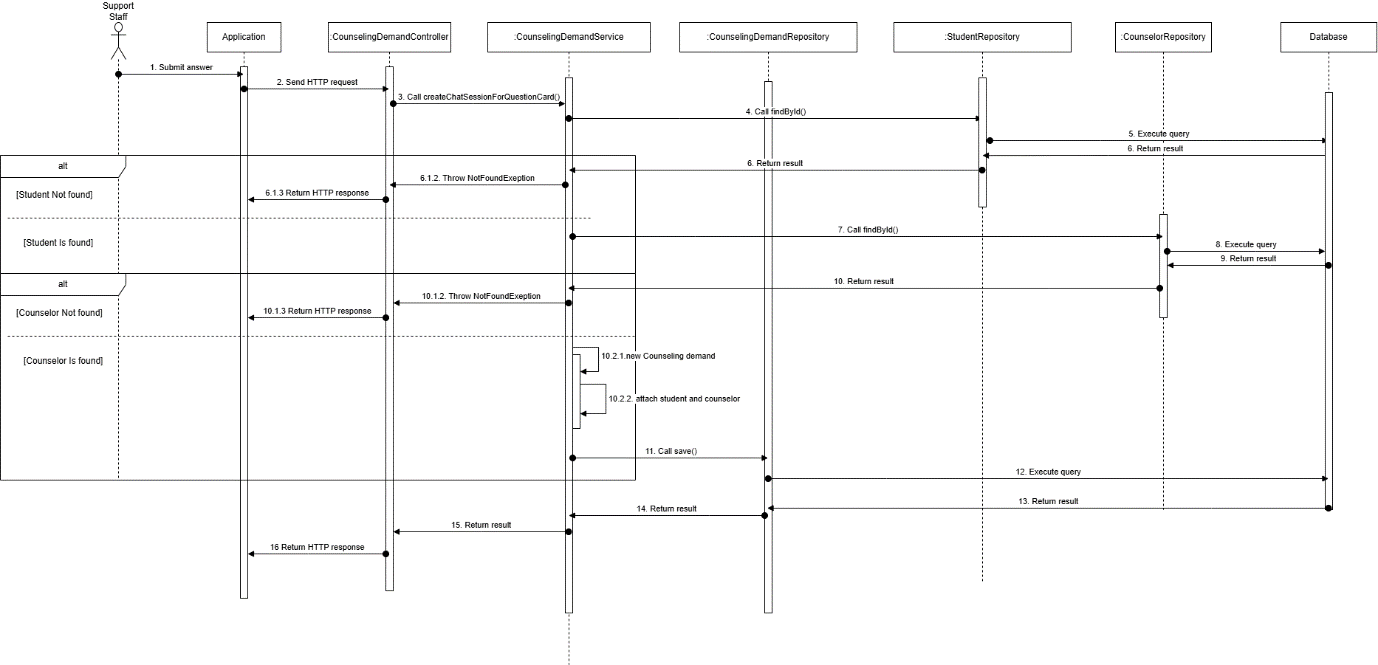 Support
Staff
Application
:CounselingDemandController
:CounselingDemandService
:CounselingDemandRepository
:StudentRepository
:CounselorRepository
Database
1. Submit answer
2. Send HTTP request
3. Call createChatSessionForQuestionCard()
4. Call findById()
5. Execute query
6. Return result
6. Return result
alt
6.1.2. Throw NotFoundExeption
[Student Not found]
6.1.3 Return HTTP response
7. Call findById()
[Student Is found]
8. Execute query
9. Return result
alt
10. Return result
10.1.2. Throw NotFoundExeption
[Counselor Not found]
10.1.3 Return HTTP response
[Counselor Is found]
10.2.1.new Counseling demand
10.2.2. attach student and counselor
11. Call save()
12. Execute query
13. Return result
14. Return result
15. Return result
16 Return HTTP response